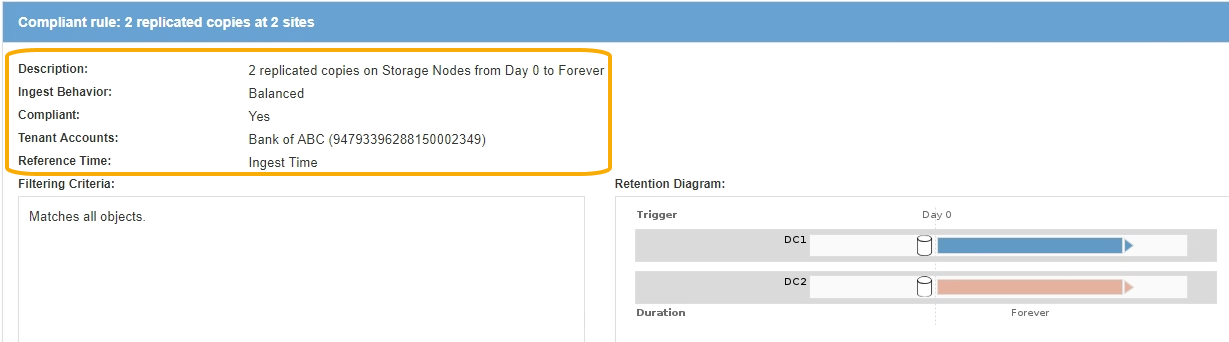 Compliant rule: 2 replicated copies at 2 sites
Description: 2 replicated copies on Storage Nodes from Day 0 to Forever
Ingest Behavior: Balanced
Compliant: Yes
Tenant Accounts: Bank of ABC (94793396288150002349)
Reference Time: Ingest Time
Filtering Criteria:
Matches all objects.
Retention Diagram:
Trigger Day 0
DC1
DC2
Duration Forever